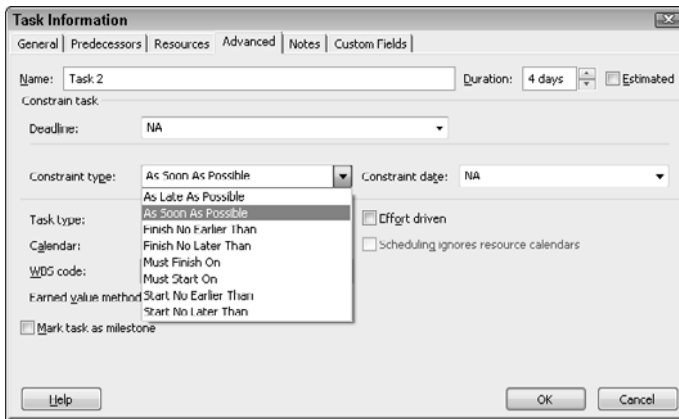 Task Information
General Predecessors Resources Advanced Notes Custom Fields
Name: Task 2 Duration: 4 days Estimated
Constrain task
Deadline: NA
Constraint type: As Soon As Possible Constraint date: NA
As Late As Possible
As Soon As Possible
Task type: Effort driven
Finish No Earlier Than
Calendar: Finish No Later Than Scheduling ignores resource calendars
Must Finish On
WBS code: Must Start On
Earned value method Start No Earlier Than
Start No Later Than
Mark task as milestone
Help OK Cancel